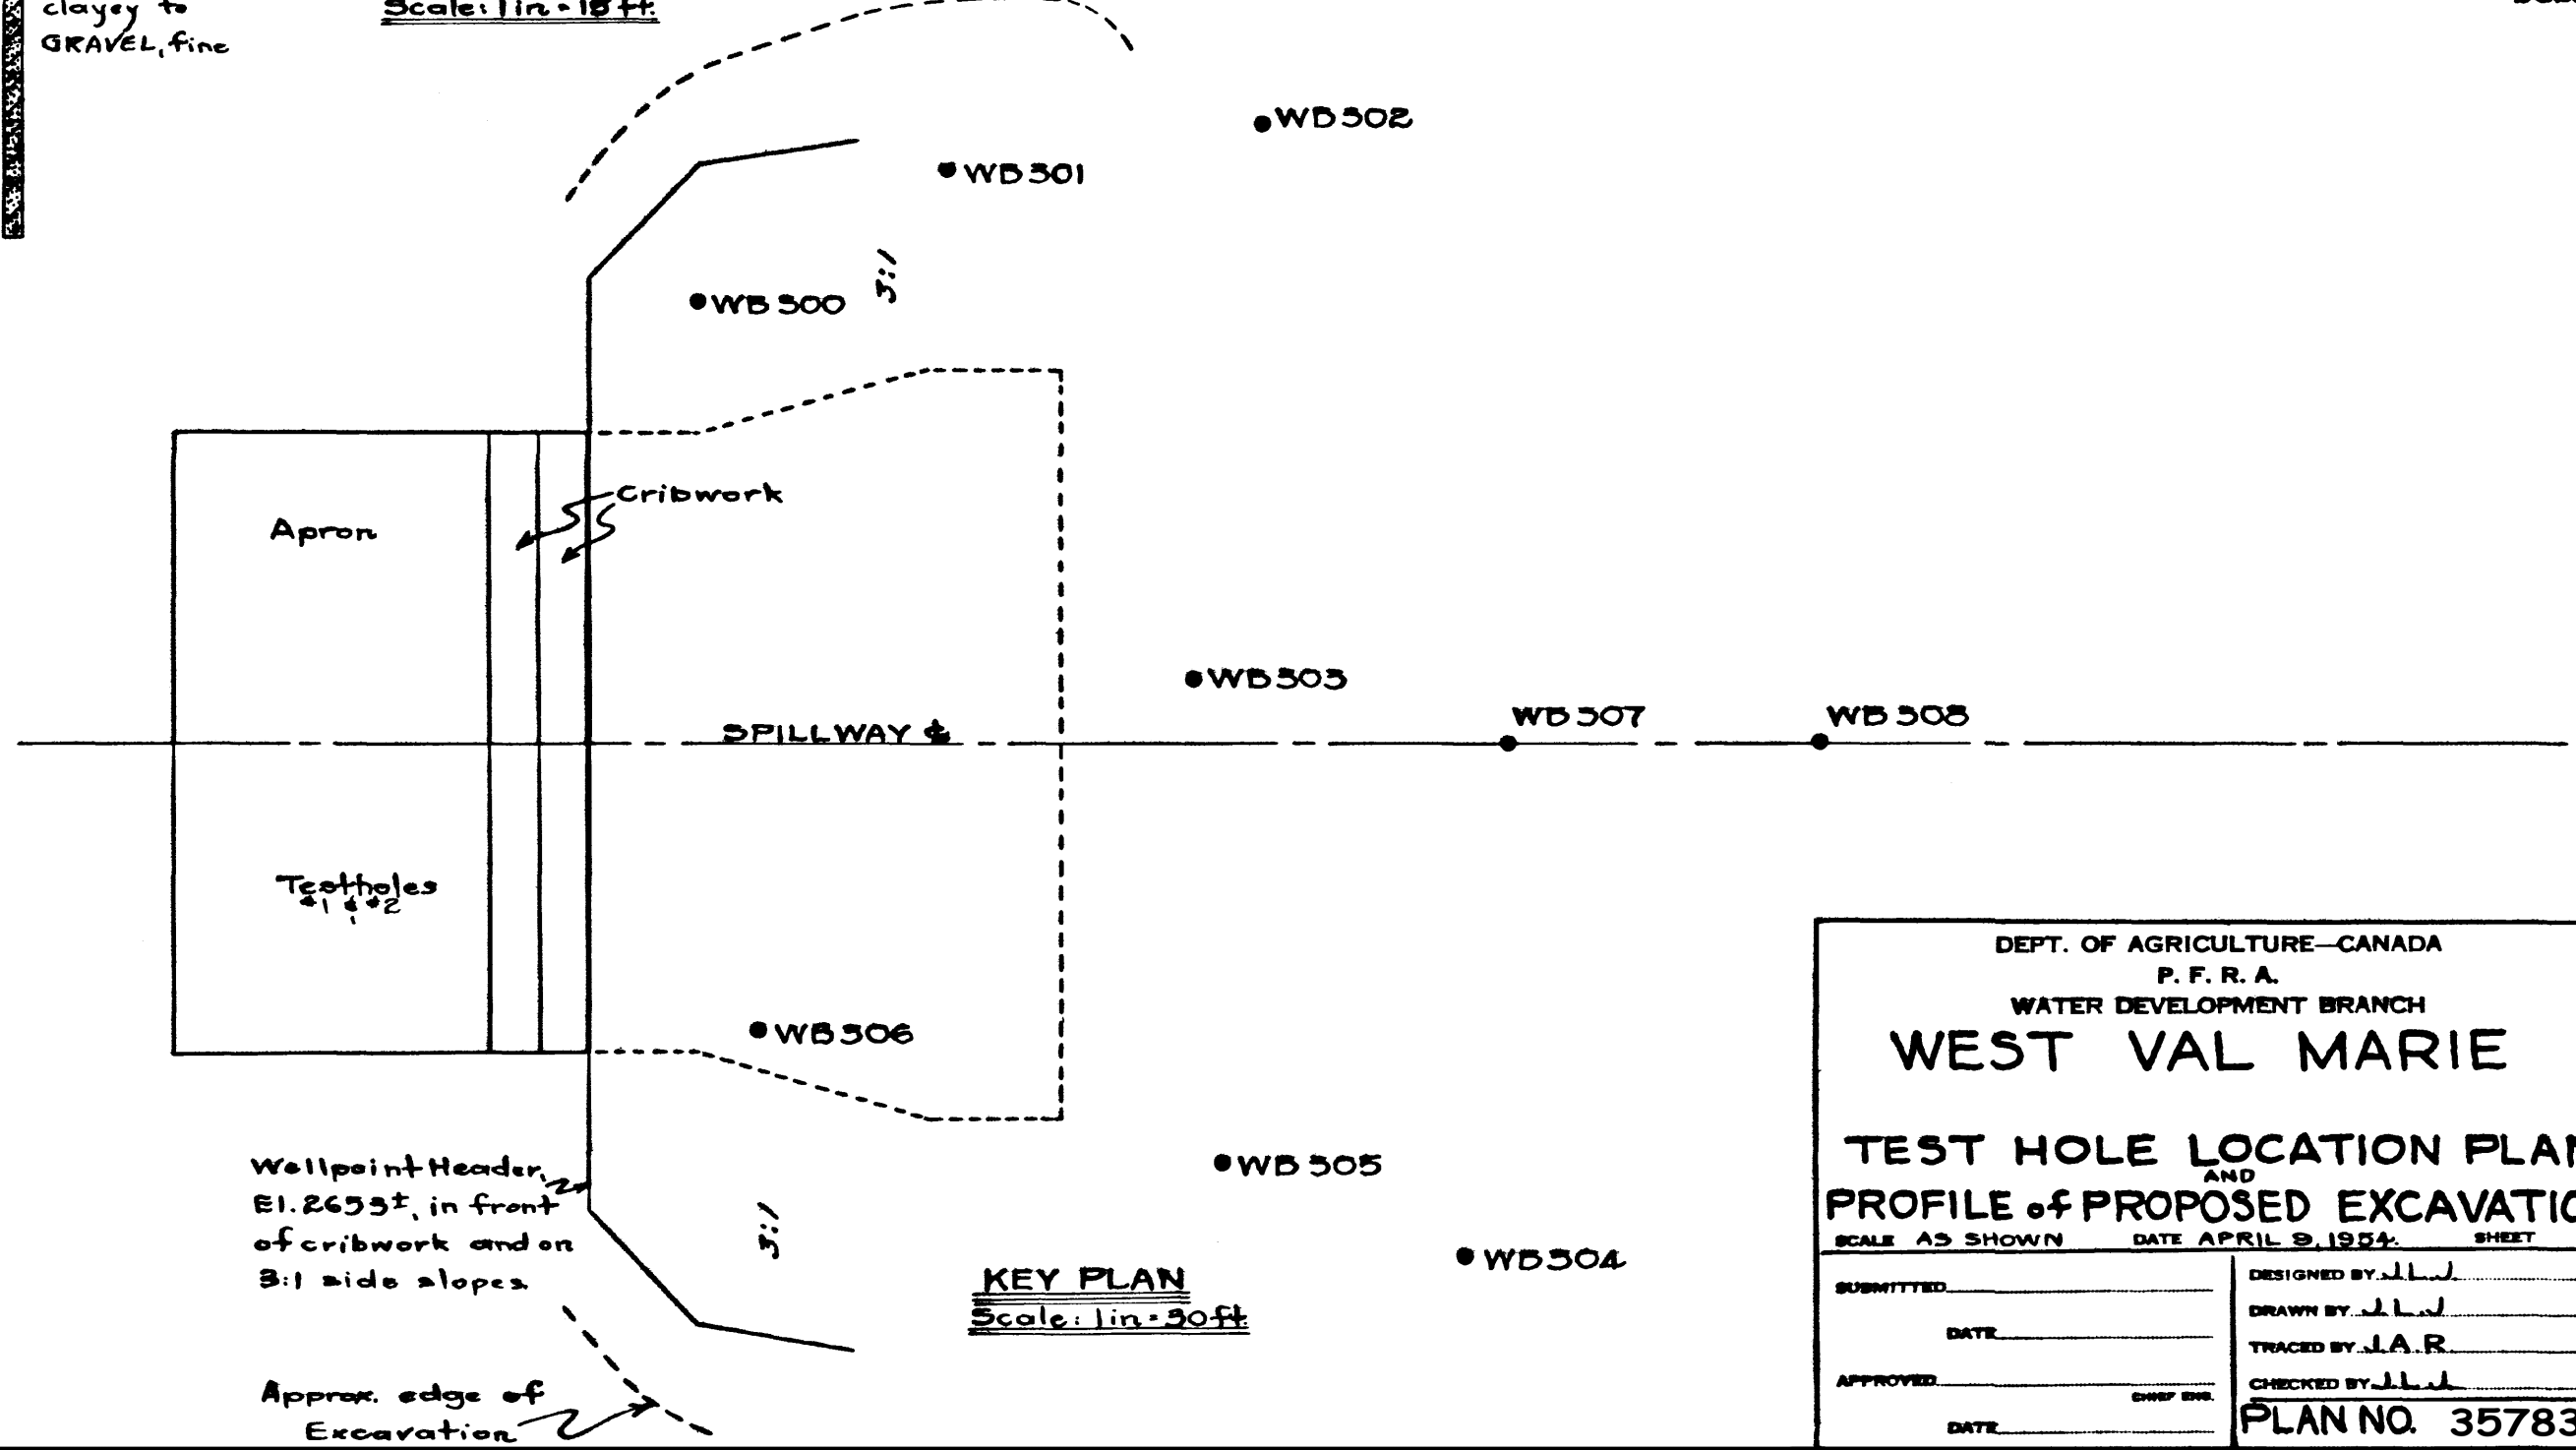 clayey to
GRAVEL, fine
Scale: 1 in = 15 ft.
WB 302
WB 301
3:1
WB 300
Cribwork
Apron
WB 303
SPILLWAY ℄
WB 307
WB 308
Testholes
#1 & #2
WB 306
Wellpoint Header,
El. 2653±, in front
of cribwork and on
3:1 side slopes
3:1
WB 305
WB 304
KEY PLAN
Scale: 1 in = 30 ft.
Approx. edge of
Excavation
DEPT. OF AGRICULTURE—CANADA
P. F. R. A.
WATER DEVELOPMENT BRANCH
WEST VAL MARIE
TEST HOLE LOCATION PLAN
AND
PROFILE of PROPOSED EXCAVATIO
SCALE AS SHOWN DATE APRIL 9, 1954. SHEET
SUBMITTED
DATE
APPROVED
CHIEF ENG.
DATE
DESIGNED BY J.L.J.
DRAWN BY J.L.J
TRACED BY J.A.R.
CHECKED BY J.L.J.
PLAN NO. 35783